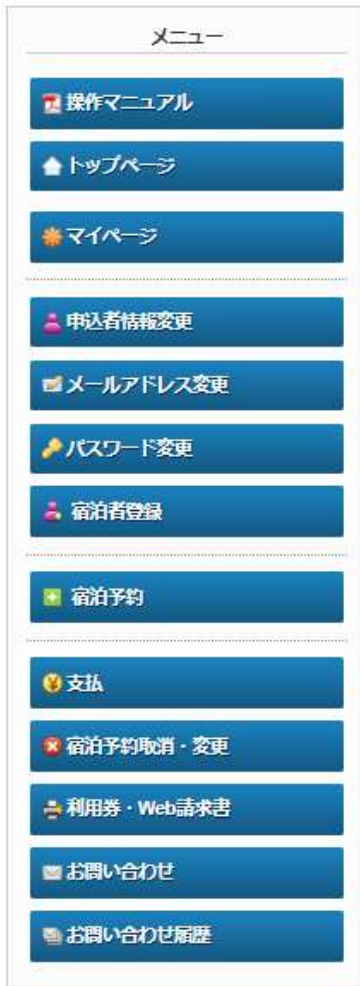 メニュー
操作マニュアル
トップページ
マイページ
申込者情報変更
メールアドレス変更
パスワード変更
宿泊者登録
宿泊予約
支払
宿泊予約取消・変更
利用券・Web請求書
お問い合わせ
お問い合わせ履歴